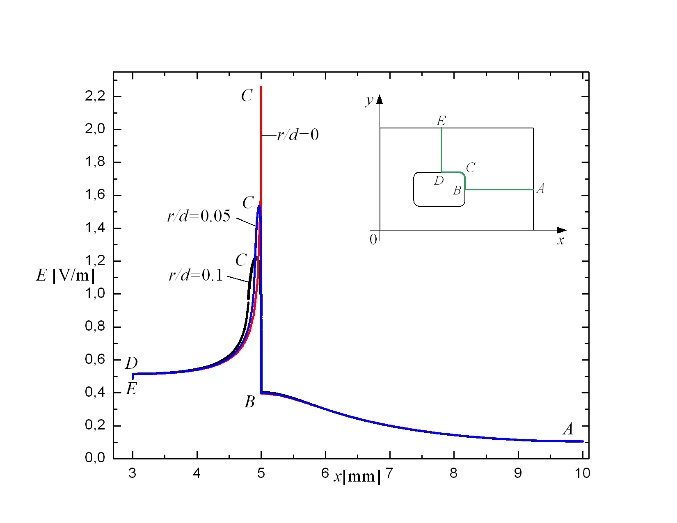 2,2
2,0
1,8
1,6
1,4
1,2
1,0
0,8
0,6
0,4
0,2
0,0
E [V/m]
3 4 5 6 7 8 9 10
x[mm]
C
r/d=0
C
r/d=0.05
C
r/d=0.1
D
E
B
A
y
E
C
D
B
A
0
x